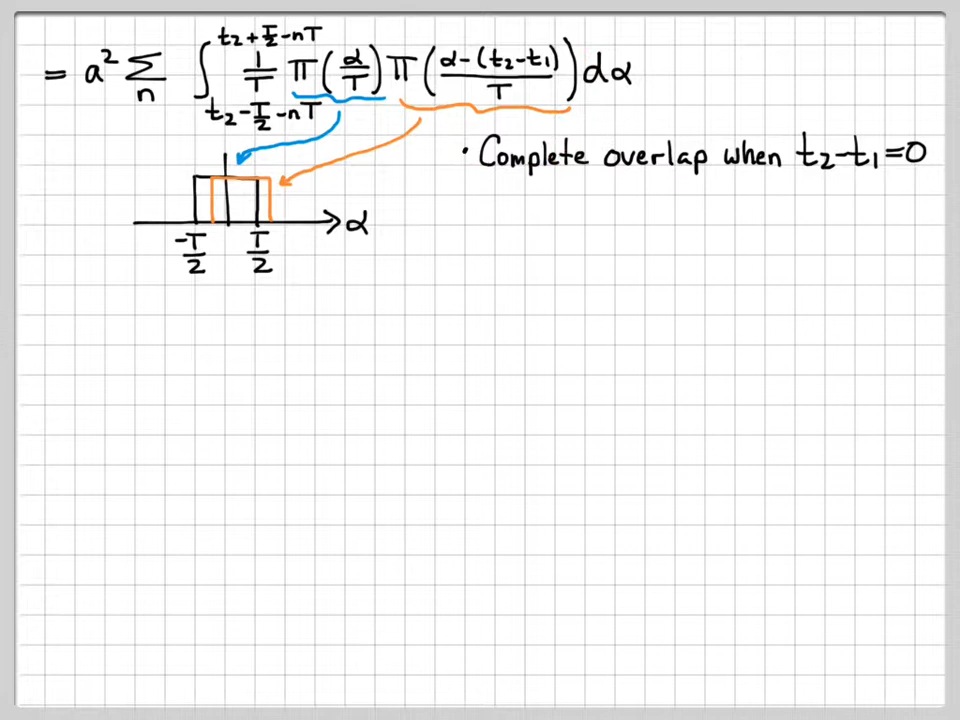 = a² Σ_n ∫_{t₂-T/2-nT}^{t₂+T/2-nT} 1/T Π(α/T) Π((α-(t₂-t₁))/T) dα
• Complete overlap when t₂-t₁=0
α
-T/2 T/2